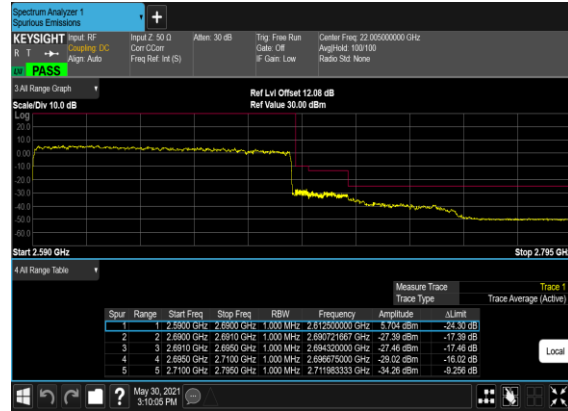 Spectrum Analyzer 1
Spurious Emissions
KEYSIGHT Input: RF Input Z: 50 Ω Atten: 30 dB Trig: Free Run Center Freq: 22.005000000 GHz
R T Coupling: DC Corr CCorr Gate: Off Avg|Hold: 100/100
Align: Auto Freq Ref: Int (S) IF Gain: Low Radio Std: None
PASS
3 All Range Graph
Ref Lvl Offset 12.08 dB
Scale/Div 10.0 dB Ref Value 30.00 dBm
Log
20.0
10.0
0.00
-10.0
-20.0
-30.0
-40.0
-50.0
-60.0
Start 2.590 GHz Stop 2.795 GH
4 All Range Table
Measure Trace Trace 1
Trace Type Trace Average (Active)
Spur Range Start Freq Stop Freq RBW Frequency Amplitude ΔLimit
1 1 2.5900 GHz 2.6900 GHz 1.000 MHz 2.612500000 GHz 5.704 dBm -24.30 dB
2 2 2.6900 GHz 2.6910 GHz 1.000 MHz 2.690721667 GHz -27.39 dBm -17.39 dB
3 3 2.6910 GHz 2.6950 GHz 1.000 MHz 2.694320000 GHz -27.46 dBm -17.46 dB
4 4 2.6950 GHz 2.7100 GHz 1.000 MHz 2.696675000 GHz -29.02 dBm -16.02 dB
5 5 2.7100 GHz 2.7950 GHz 1.000 MHz 2.711983333 GHz -34.26 dBm -9.256 dB
Local
May 30, 2021
3:10:05 PM